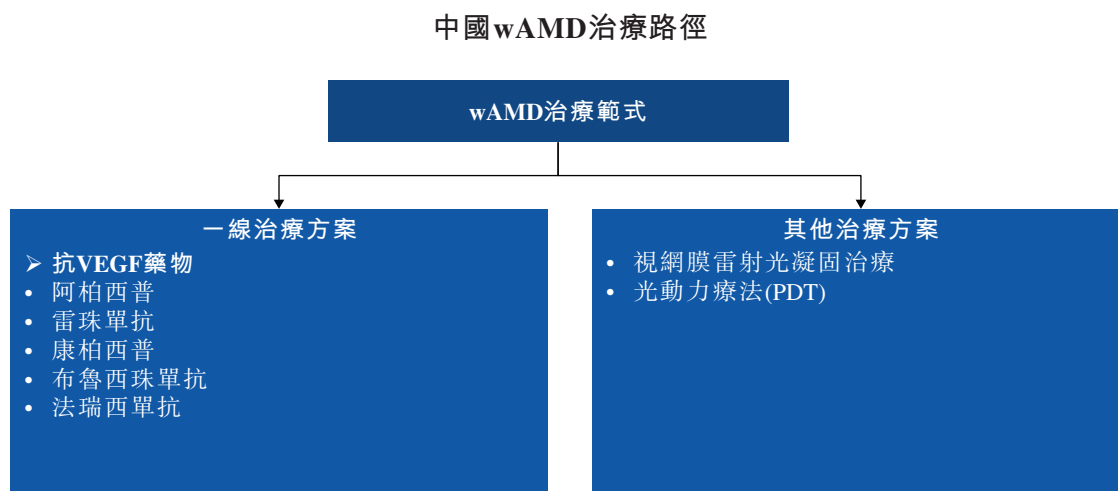 中國wAMD治療路徑
wAMD治療範式
一線治療方案
➢ 抗VEGF藥物
• 阿柏西普
• 雷珠單抗
• 康柏西普
• 布魯西珠單抗
• 法瑞西單抗
其他治療方案
• 視網膜雷射光凝固治療
• 光動力療法(PDT)